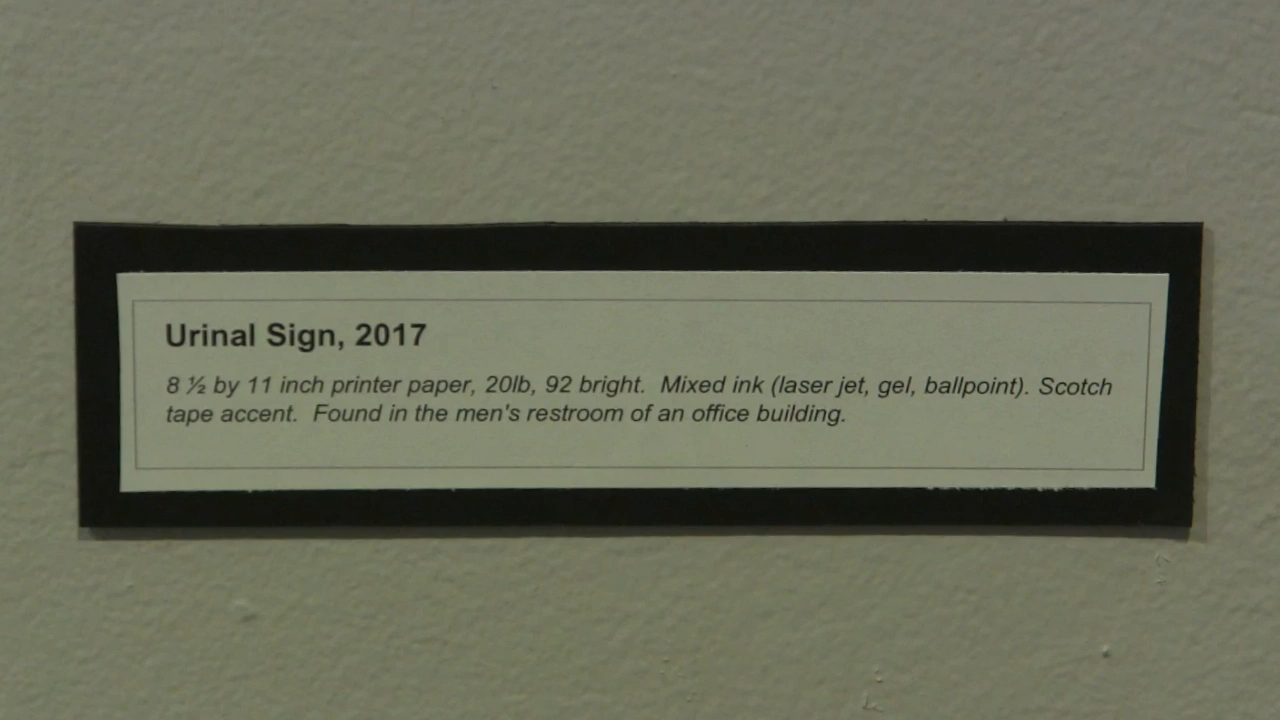 Urinal Sign, 2017
8 ½ by 11 inch printer paper, 20lb, 92 bright.  Mixed ink (laser jet, gel, ballpoint). Scotch
tape accent.  Found in the men's restroom of an office building.